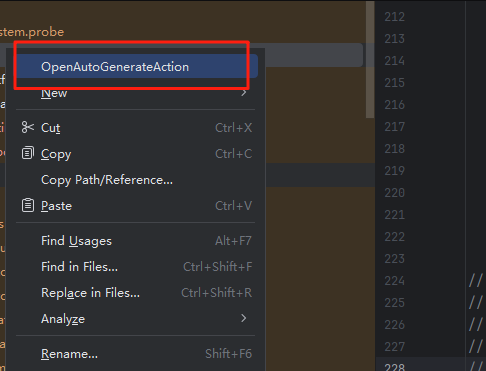 stem.probe
OpenAutoGenerateAction
New
Cut Ctrl+X
Copy Ctrl+C
Copy Path/Reference...
Paste Ctrl+V
Find Usages Alt+F7
Find in Files... Ctrl+Shift+F
Replace in Files... Ctrl+Shift+R
Analyze
Rename... Shift+F6
212
213
214
215
216
217
218
219
220
221
222
223
224 //
225 //
226 //
227 //
228 //